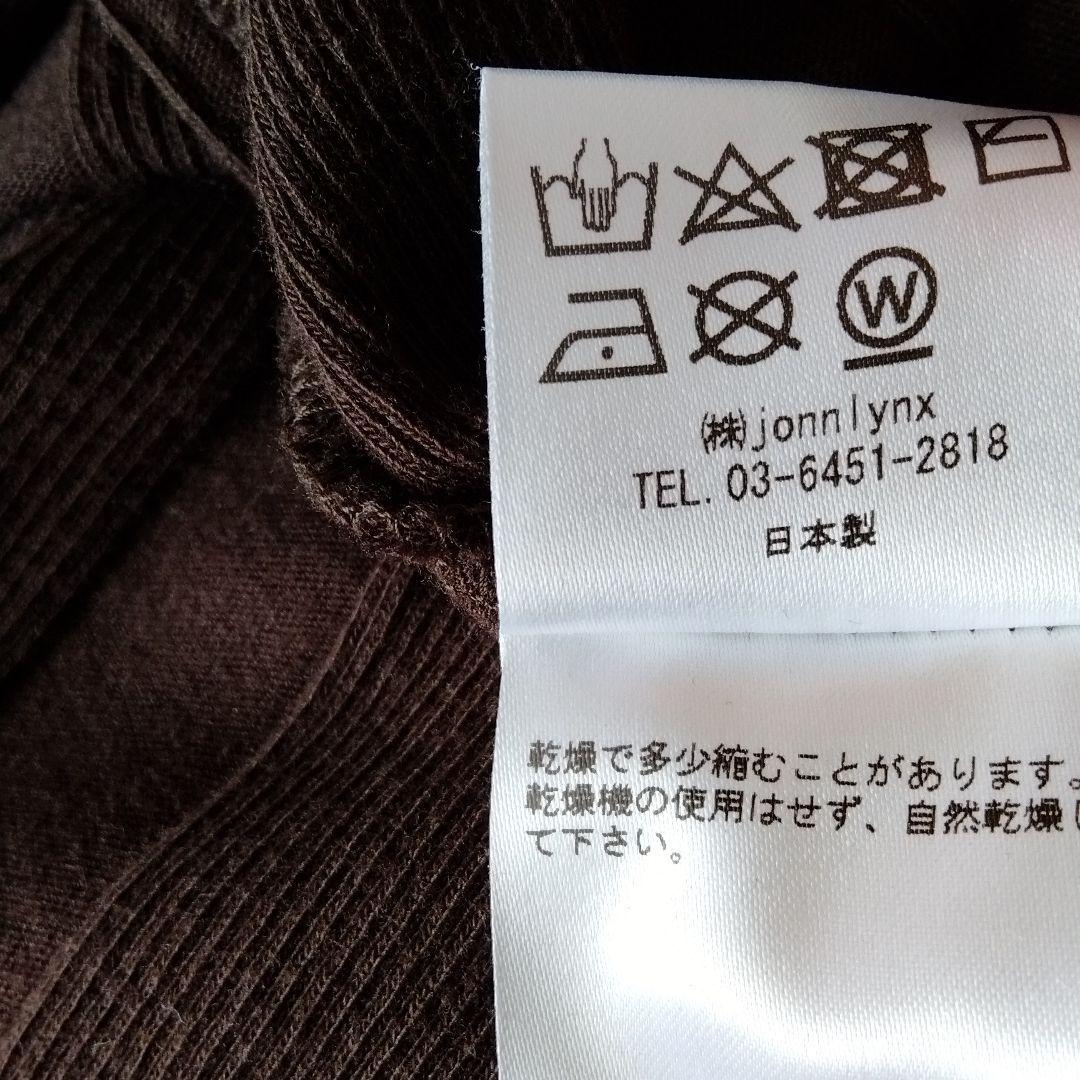 W
㈱jonnlynx
TEL. 03-6451-2818
日本製
乾燥で多少縮むことがあります。
乾燥機の使用はせず、自然乾燥し
て下さい。